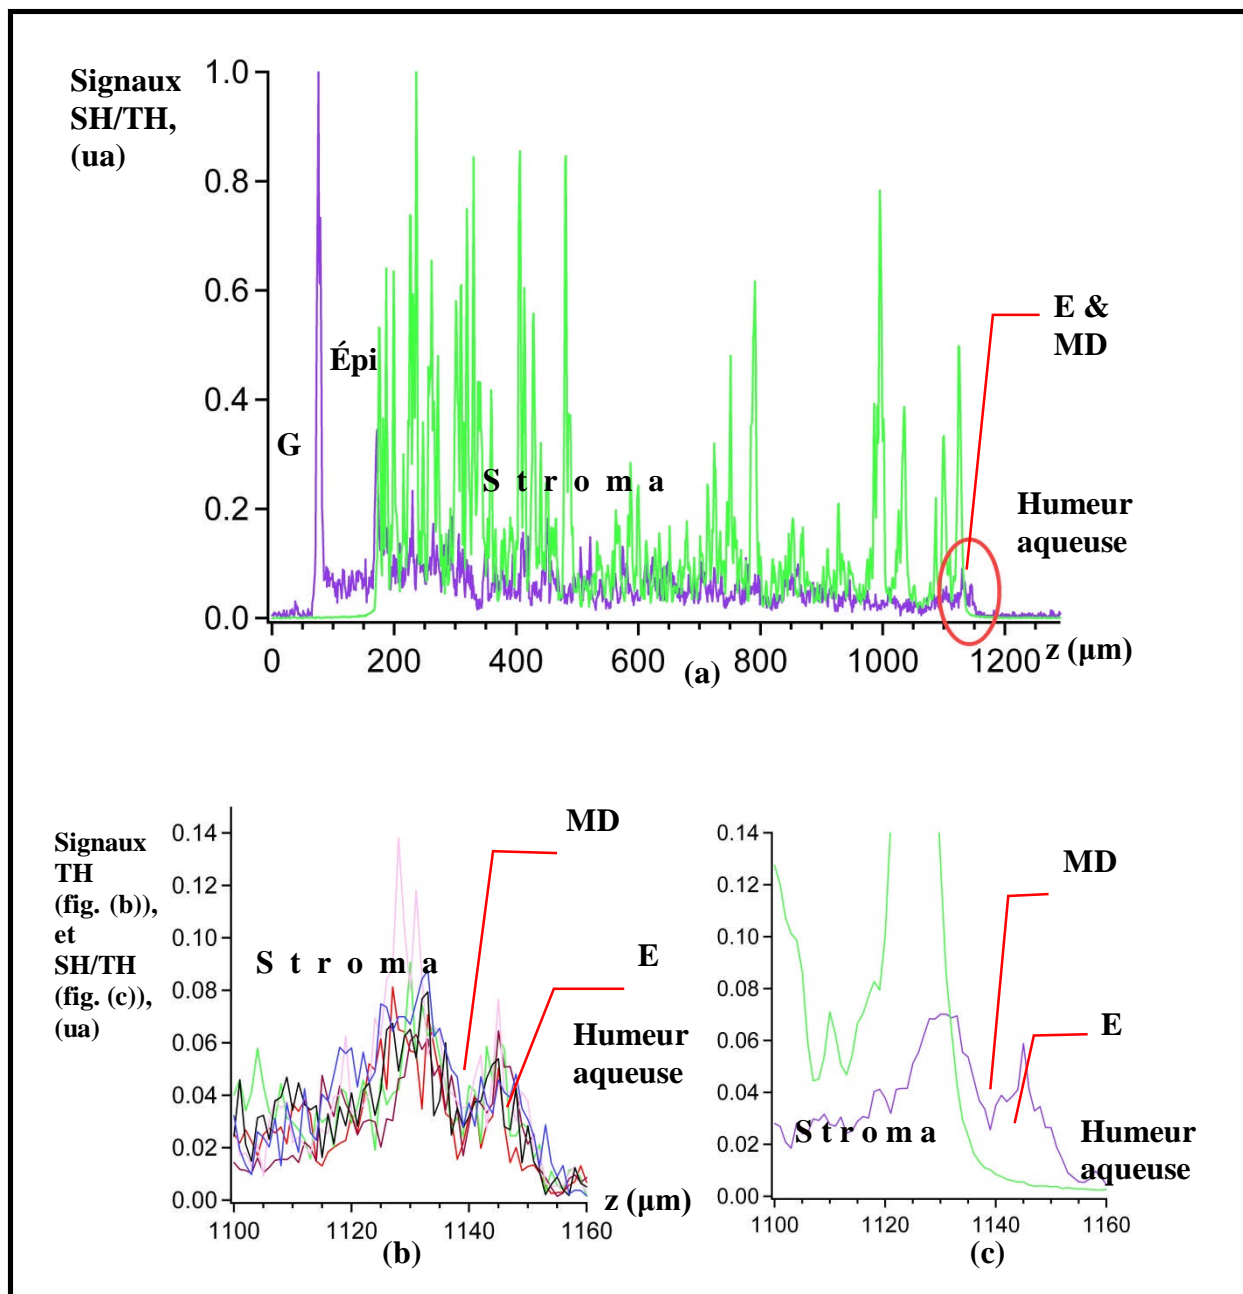 Signaux
SH/TH,
(ua)
1.0
0.8
0.6
0.4
0.2
0.0
G
Épi
S t r o m a
E &
MD
Humeur
aqueuse
0 200 400 600 800 1000 1200 z (µm)
(a)
Signaux
TH
(fig. (b)),
et
SH/TH
(fig. (c)),
(ua)
0.14
0.12
0.10
0.08
0.06
0.04
0.02
0.00
MD
S t r o m a
E
Humeur
aqueuse
1100 1120 1140 1160
z (µm)
(b)
0.14
0.12
0.10
0.08
0.06
0.04
0.02
0.00
MD
E
S t r o m a
Humeur
aqueuse
1100 1120 1140 1160
(c)